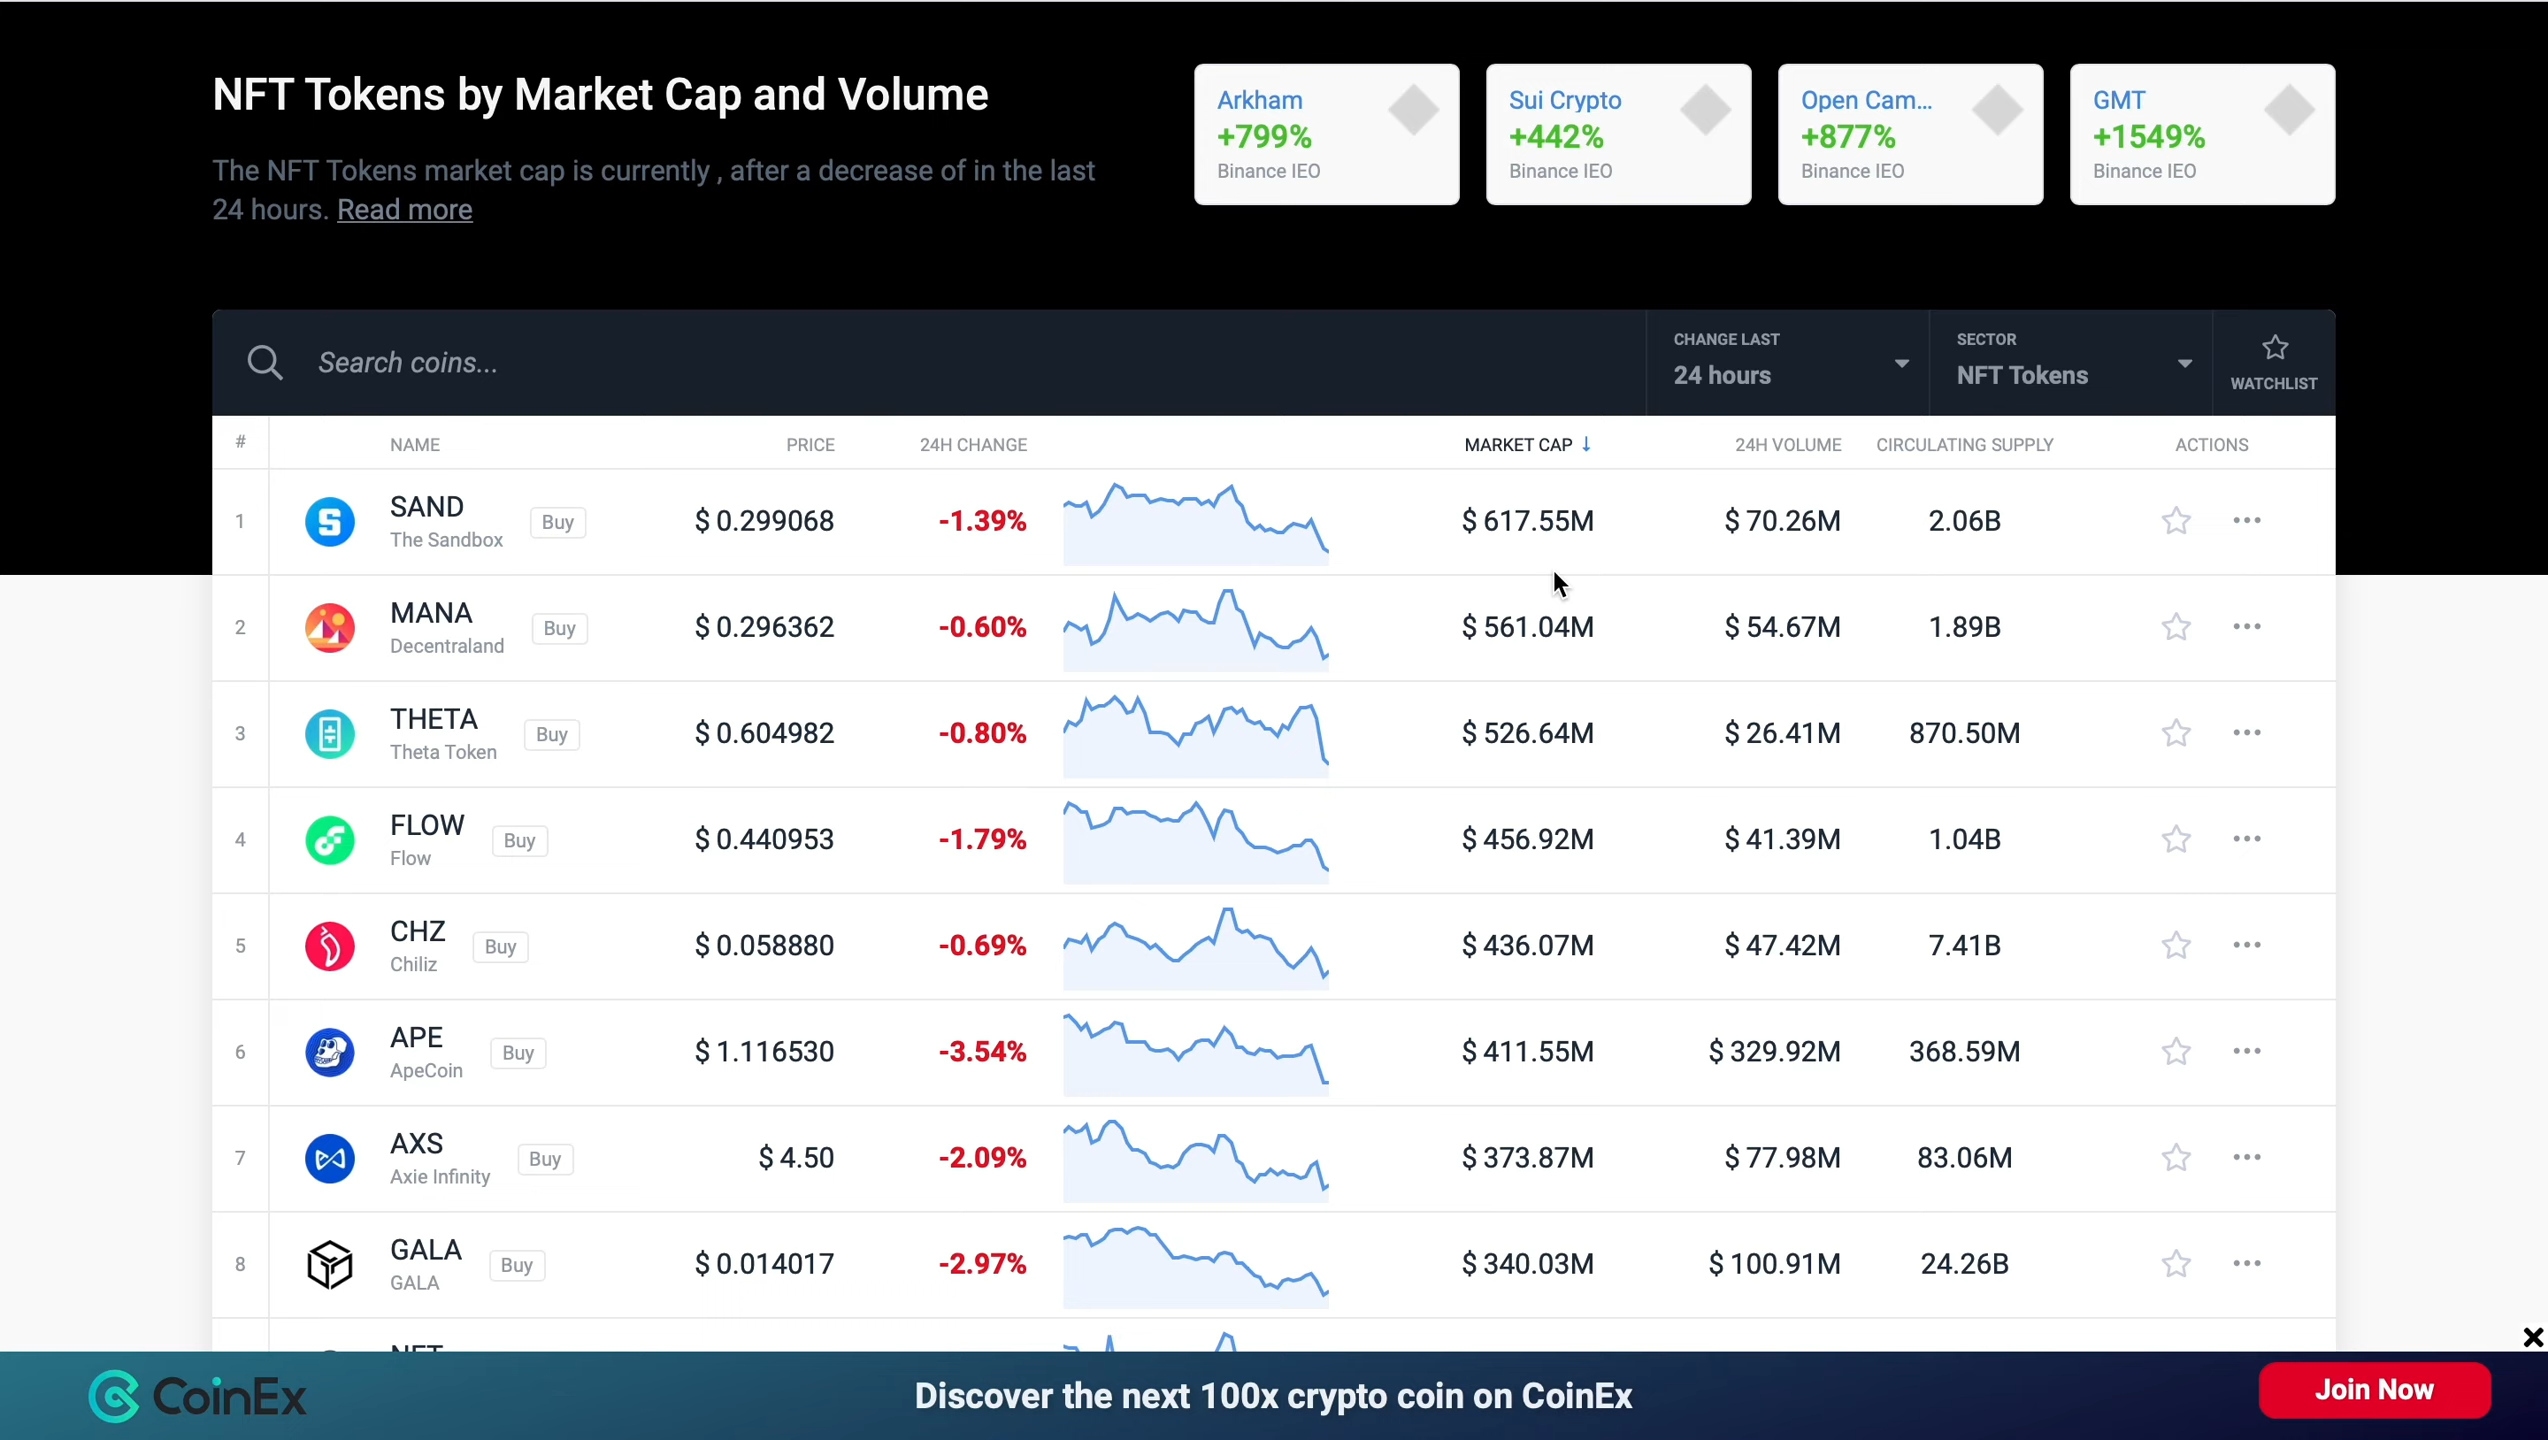 NFT Tokens by Market Cap and Volume
The NFT Tokens market cap is currently , after a decrease of in the last
24 hours. Read more
Arkham
+799%
Binance IEO
Sui Crypto
+442%
Binance IEO
Open Cam...
+877%
Binance IEO
GMT
+1549%
Binance IEO
Search coins...
CHANGE LAST
24 hours
SECTOR
NFT Tokens
WATCHLIST
# NAME PRICE 24H CHANGE MARKET CAP ↓ 24H VOLUME CIRCULATING SUPPLY ACTIONS
1 SAND Buy $ 0.299068 -1.39% $ 617.55M $ 70.26M 2.06B
The Sandbox
2 MANA Buy $ 0.296362 -0.60% $ 561.04M $ 54.67M 1.89B
Decentraland
3 THETA Buy $ 0.604982 -0.80% $ 526.64M $ 26.41M 870.50M
Theta Token
4 FLOW Buy $ 0.440953 -1.79% $ 456.92M $ 41.39M 1.04B
Flow
5 CHZ Buy $ 0.058880 -0.69% $ 436.07M $ 47.42M 7.41B
Chiliz
6 APE Buy $ 1.116530 -3.54% $ 411.55M $ 329.92M 368.59M
ApeCoin
7 AXS Buy $ 4.50 -2.09% $ 373.87M $ 77.98M 83.06M
Axie Infinity
8 GALA Buy $ 0.014017 -2.97% $ 340.03M $ 100.91M 24.26B
GALA
CoinEx
Discover the next 100x crypto coin on CoinEx
Join Now